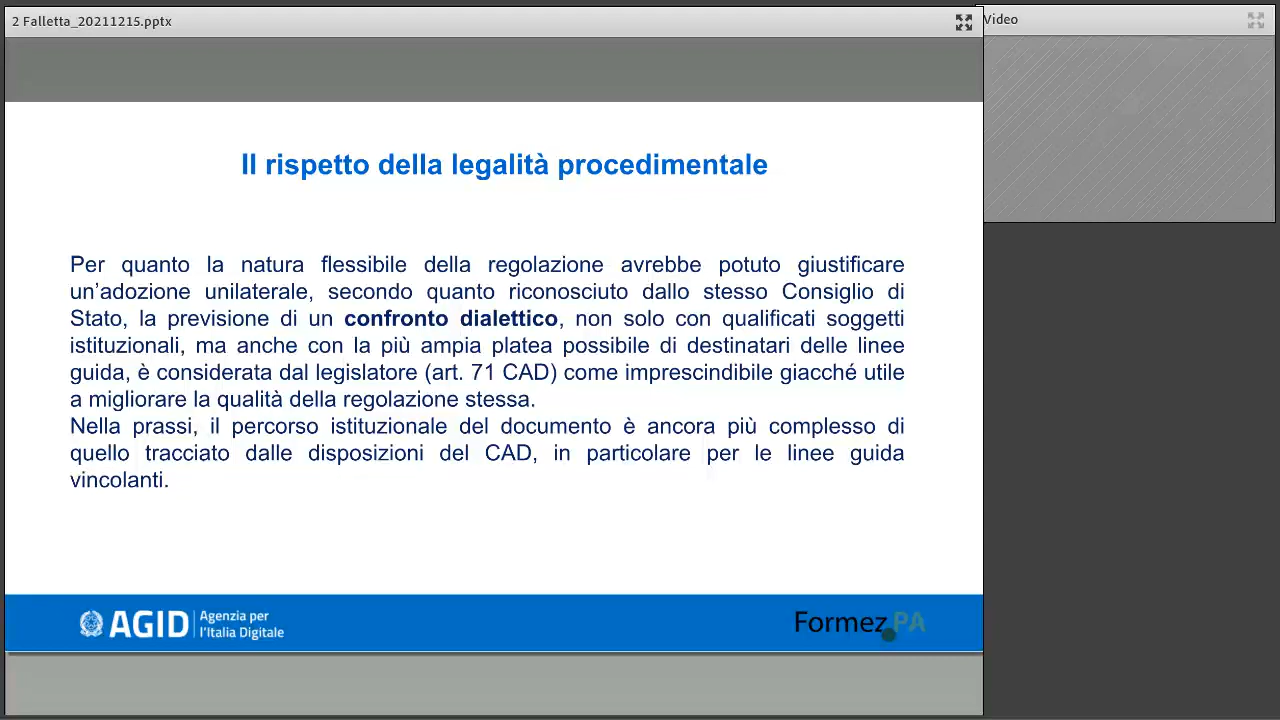 2 Falletta_20211215.pptx
Video
Il rispetto della legalità procedimentale
Per quanto la natura flessibile della regolazione avrebbe potuto giustificare
un’adozione unilaterale, secondo quanto riconosciuto dallo stesso Consiglio di
Stato, la previsione di un confronto dialettico, non solo con qualificati soggetti
istituzionali, ma anche con la più ampia platea possibile di destinatari delle linee
guida, è considerata dal legislatore (art. 71 CAD) come imprescindibile giacché utile
a migliorare la qualità della regolazione stessa.
Nella prassi, il percorso istituzionale del documento è ancora più complesso di
quello tracciato dalle disposizioni del CAD, in particolare per le linee guida
vincolanti.
AGID Agenzia per
l’Italia Digitale
Formez PA